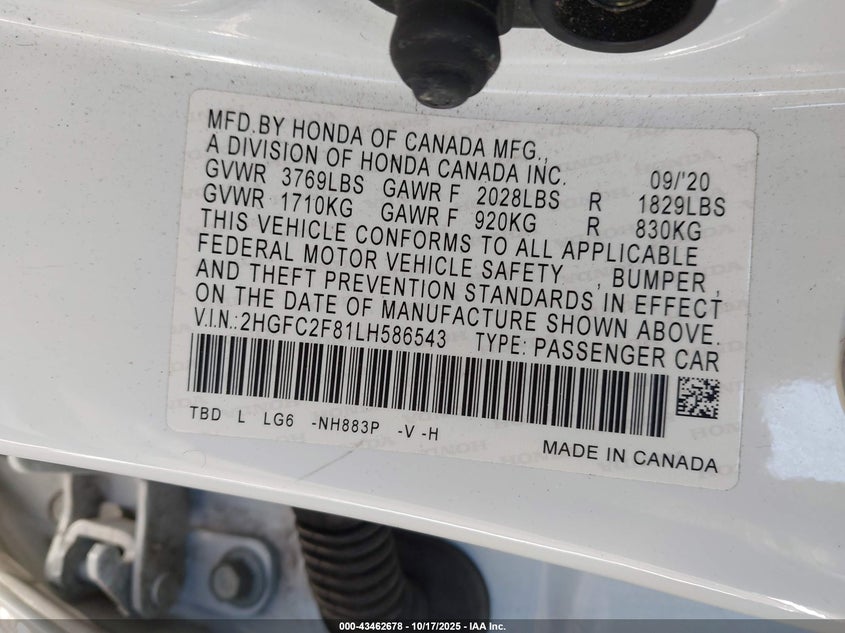 MFD.BY HONDA OF CANADA MFG.,
A DIVISION OF HONDA CANADA INC. 09/'20
GVWR 3769LBS GAWR F 2028LBS R 1829LBS
GVWR 1710KG GAWR F 920KG R 830KG
THIS VEHICLE CONFORMS TO ALL APPLICABLE
FEDERAL MOTOR VEHICLE SAFETY , BUMPER ,
AND THEFT PREVENTION STANDARDS IN EFFECT
ON THE DATE OF MANUFACTURE SHOWN ABOVE.
V.I.N.:2HGFC2F81LH586543 TYPE: PASSENGER CAR
TBD L LG6 -NH883P -V -H
MADE IN CANADA
000-43462678 - 10/17/2025 - IAA Inc.